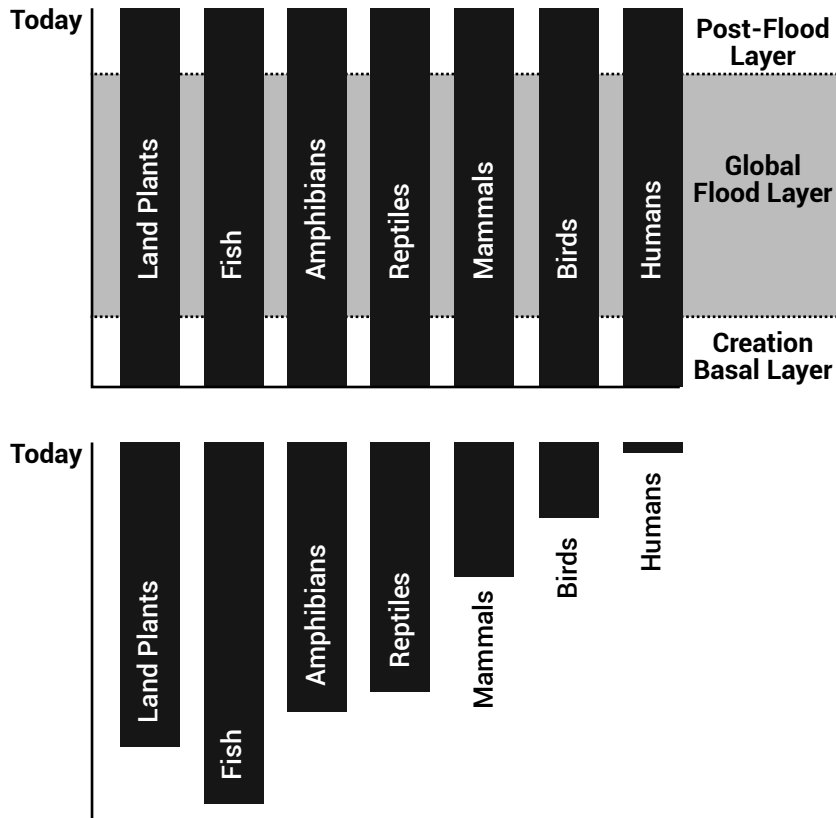 Today
Post-Flood
Layer
Land Plants
Fish
Amphibians
Reptiles
Mammals
Birds
Humans
Global
Flood Layer
Creation
Basal Layer
Today
Land Plants
Fish
Amphibians
Reptiles
Mammals
Birds
Humans